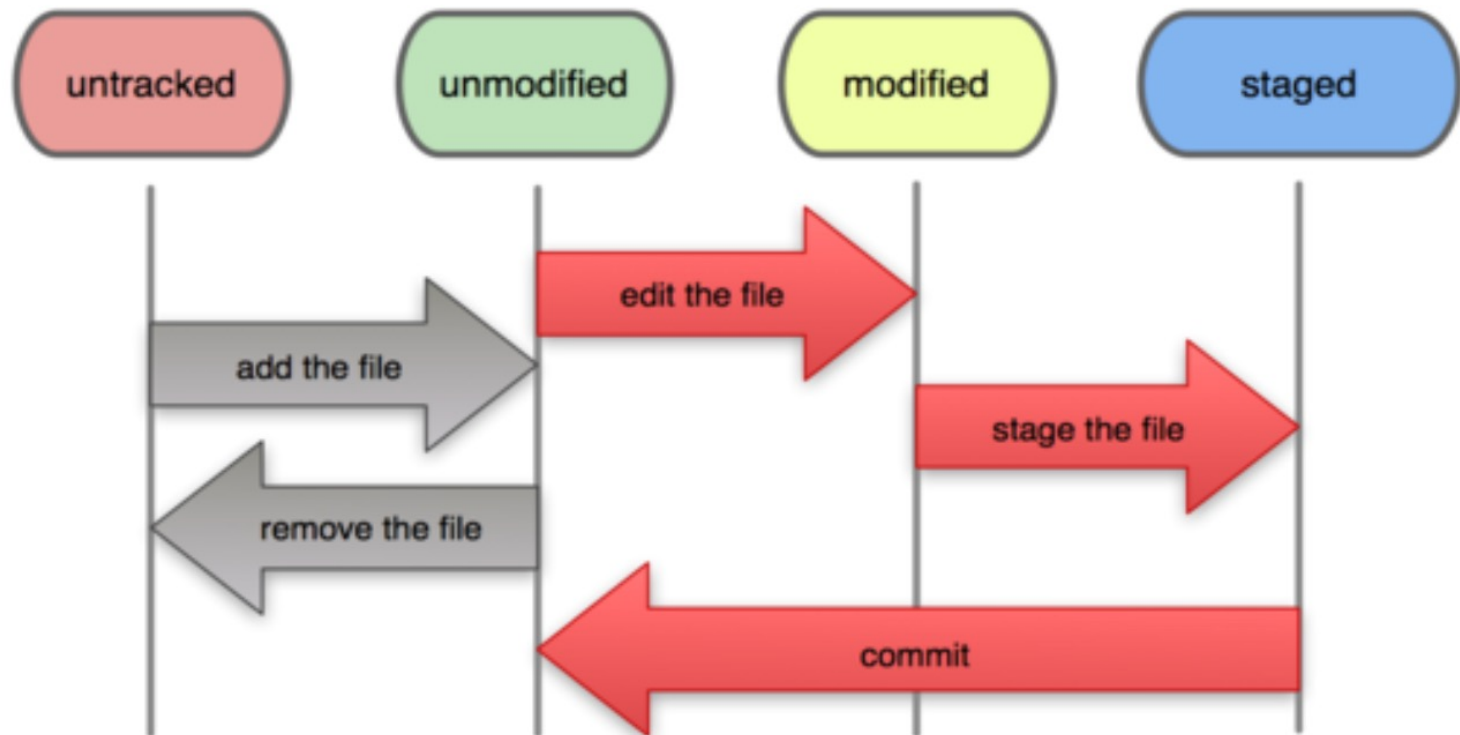 untracked
unmodified
modified
staged
edit the file
add the file
stage the file
remove the file
commit